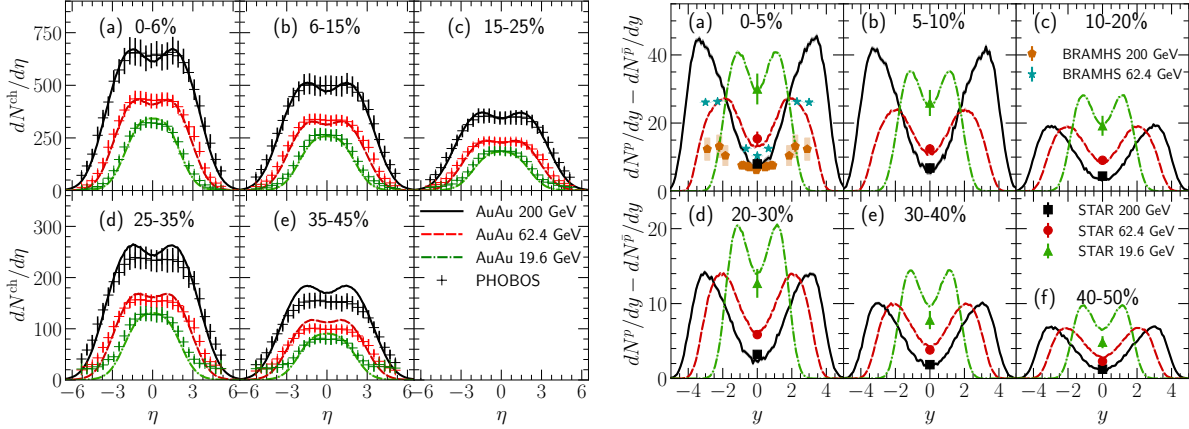 (a) 0-6%
(b) 6-15%
(c) 15-25%
750
500
250
0
dN^ch/dη
−6 −3 0 3 6
(d) 25-35%
(e) 35-45%
300
200
100
0
dN^ch/dη
AuAu 200 GeV
AuAu 62.4 GeV
AuAu 19.6 GeV
PHOBOS
−6 −3 0 3 6
−6 −3 0 3 6
η
η
η
(a) 0-5%
(b) 5-10%
(c) 10-20%
40
20
0
dN^p/dy − dN^p̄/dy
BRAMHS 200 GeV
BRAMHS 62.4 GeV
(d) 20-30%
(e) 30-40%
(f) 40-50%
20
10
0
dN^p/dy − dN^p̄/dy
STAR 200 GeV
STAR 62.4 GeV
STAR 19.6 GeV
−4 −2 0 2 4
−4 −2 0 2 4
−4 −2 0 2 4
y
y
y